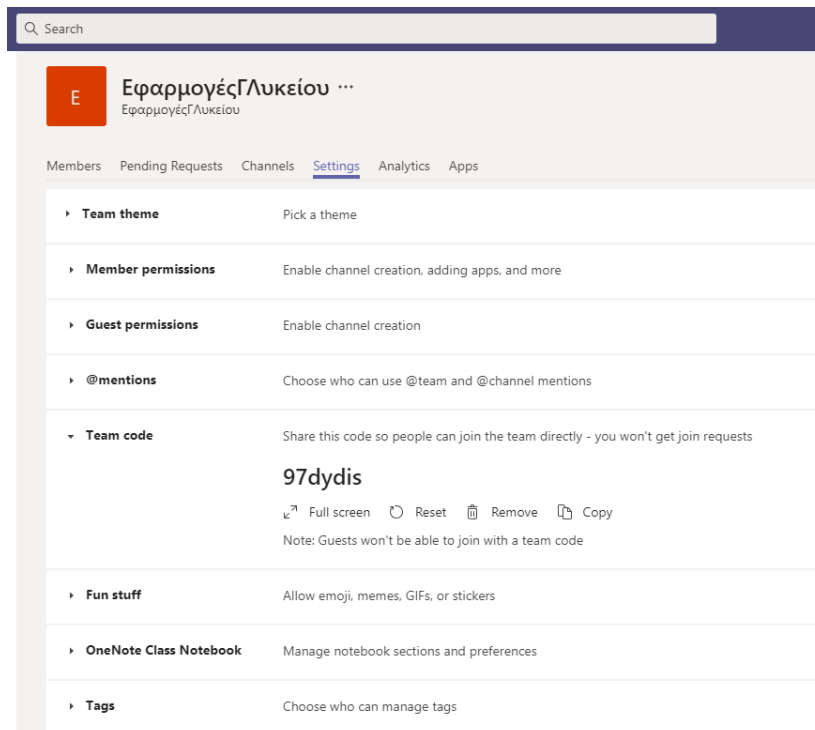 Search
E
ΕφαρμογέςΓΛυκείου ...
ΕφαρμογέςΓΛυκείου
Members Pending Requests Channels Settings Analytics Apps
Team theme Pick a theme
Member permissions Enable channel creation, adding apps, and more
Guest permissions Enable channel creation
@mentions Choose who can use @team and @channel mentions
Team code Share this code so people can join the team directly - you won't get join requests
97dydis
Full screen Reset Remove Copy
Note: Guests won't be able to join with a team code
Fun stuff Allow emoji, memes, GIFs, or stickers
OneNote Class Notebook Manage notebook sections and preferences
Tags Choose who can manage tags